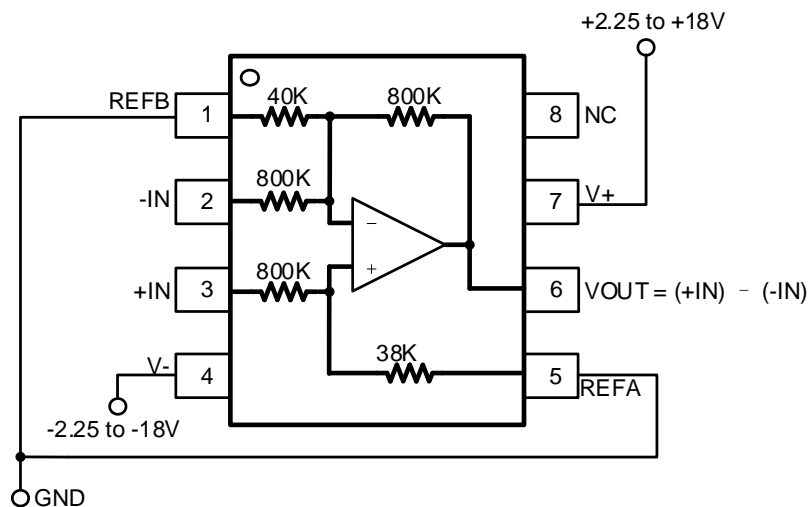 +2.25 to +18V
REFB
1
40K
800K
8
NC
-IN
2
800K
7
V+
−
+IN
3
800K
+
6
VOUT = (+IN) − (-IN)
V-
4
38K
5
REFA
-2.25 to -18V
GND